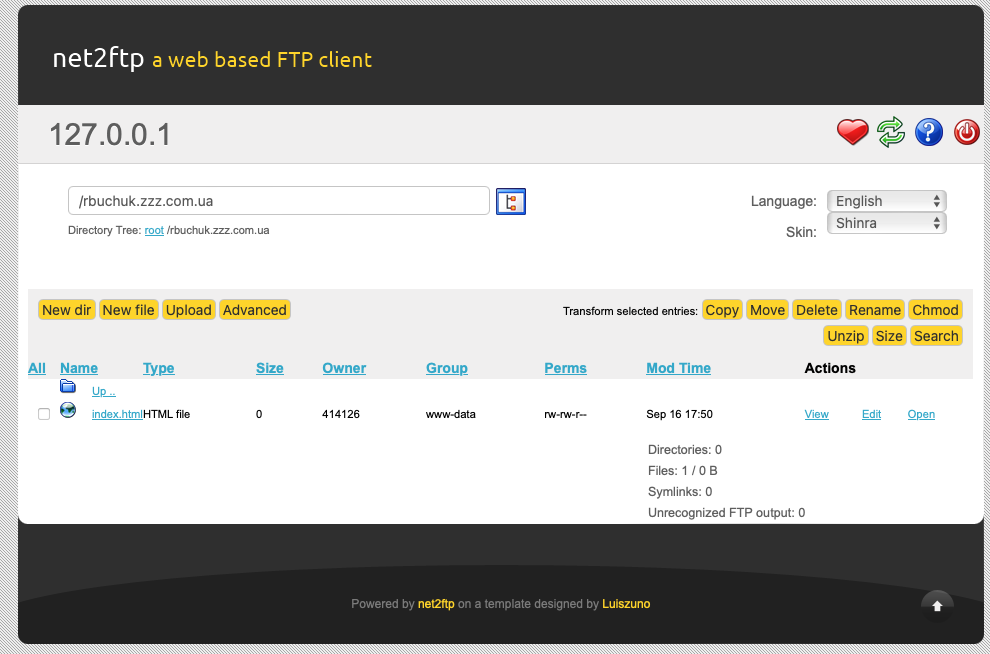 net2ftp a web based FTP client
127.0.0.1
/rbuchuk.zzz.com.ua
Directory Tree: root /rbuchuk.zzz.com.ua
Language: English
Skin: Shinra
New dir New file Upload Advanced
Transform selected entries: Copy Move Delete Rename Chmod
Unzip Size Search
All Name Type Size Owner Group Perms Mod Time Actions
Up ..
index.html HTML file 0 414126 www-data rw-rw-r-- Sep 16 17:50 View Edit Open
Directories: 0
Files: 1 / 0 B
Symlinks: 0
Unrecognized FTP output: 0
Powered by net2ftp on a template designed by Luiszuno